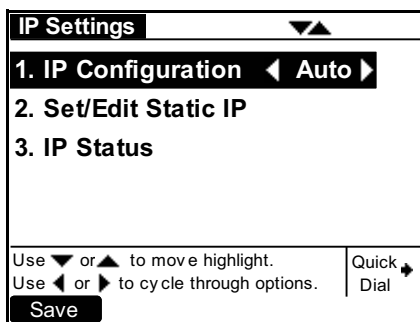 IP Settings
1. IP Configuration Auto
2. Set/Edit Static IP
3. IP Status
Use ▼ or ▲ to move highlight.
Use ◀ or ▶ to cycle through options.
Quick
Dial
Save